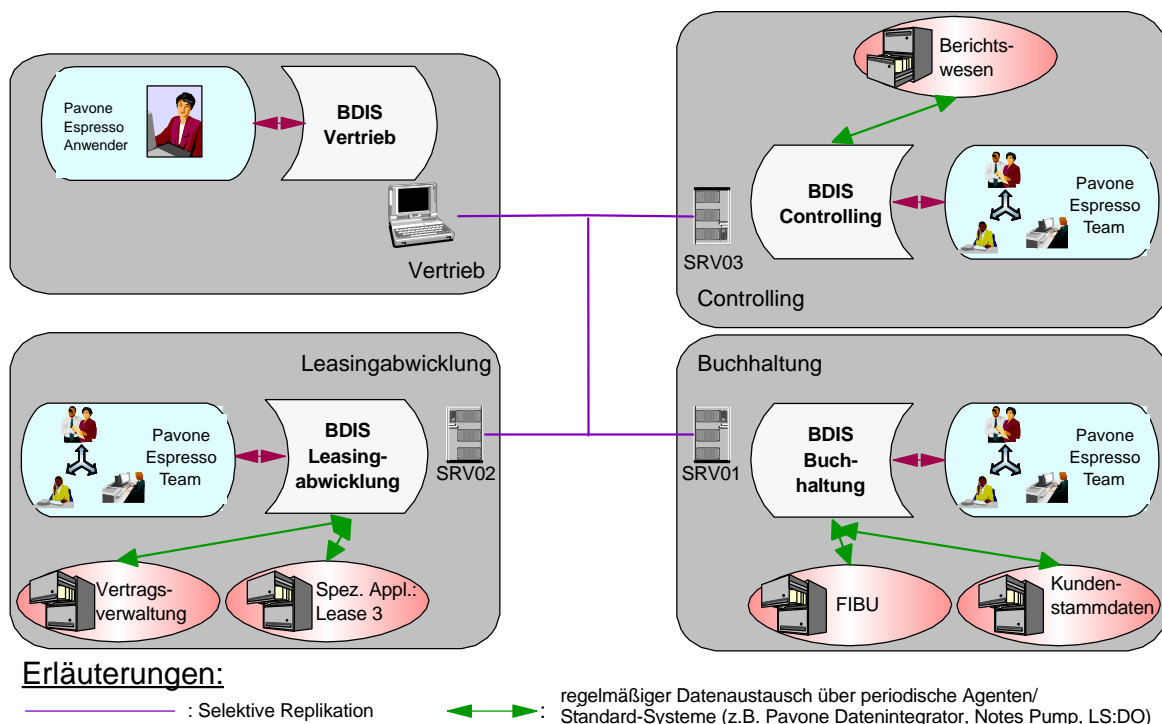 Pavone
Espresso
Anwender
BDIS
Vertrieb
Vertrieb
Berichts-
wesen
BDIS
Controlling
Pavone
Espresso
Team
SRV03
Controlling
Leasingabwicklung
Pavone
Espresso
Team
BDIS
Leasing-
abwicklung
SRV02
Vertrags-
verwaltung
Spez. Appl.:
Lease 3
Buchhaltung
SRV01
BDIS
Buch-
haltung
Pavone
Espresso
Team
FIBU
Kunden-
stammdaten
Erläuterungen:
: Selektive Replikation
: regelmäßiger Datenaustausch über periodische Agenten/
Standard-Systeme (z.B. Pavone Datenintegrator, Notes Pump, LS:DO)